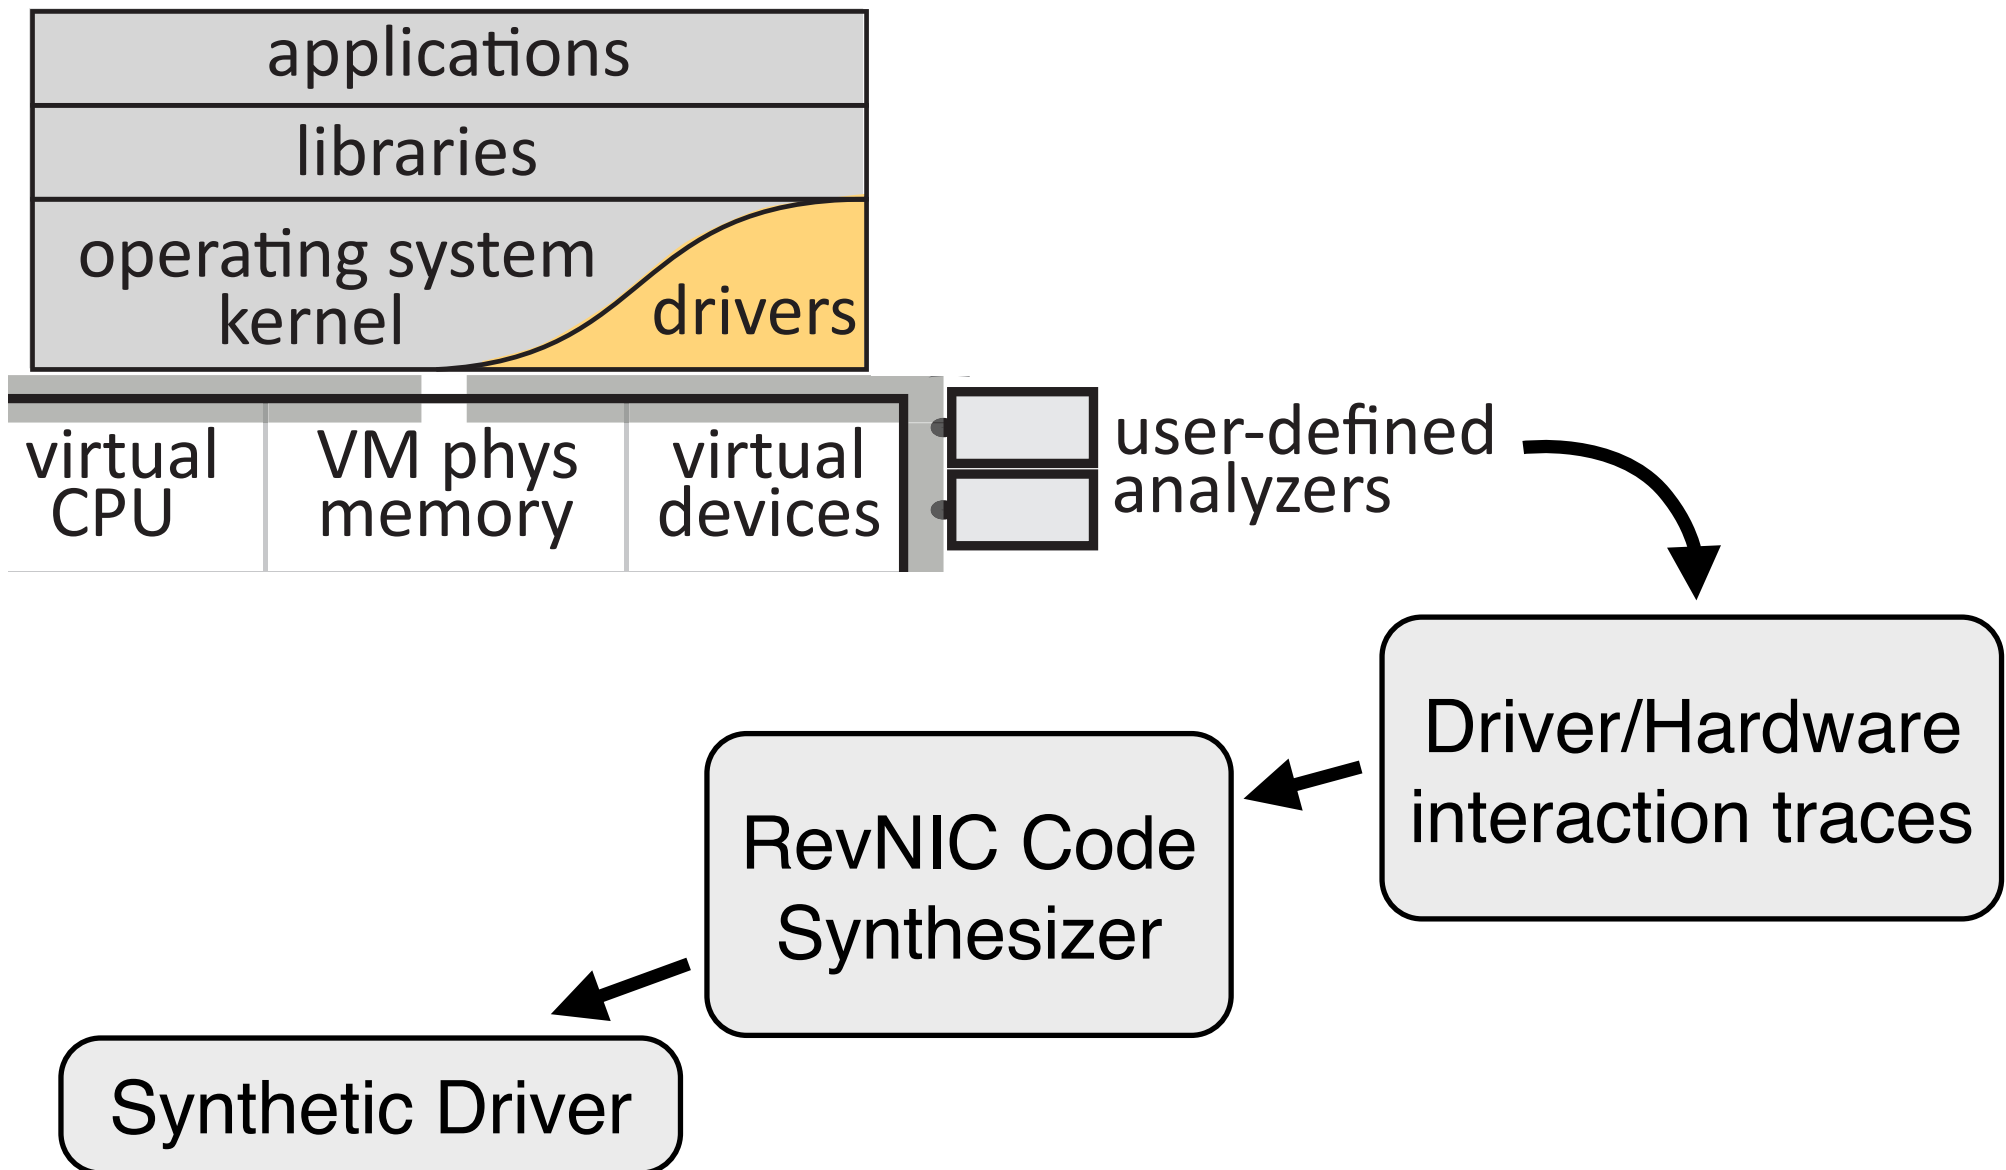 applications
libraries
operating system
kernel
drivers
virtual
CPU
VM phys
memory
virtual
devices
user-defined
analyzers
Driver/Hardware
interaction traces
RevNIC Code
Synthesizer
Synthetic Driver